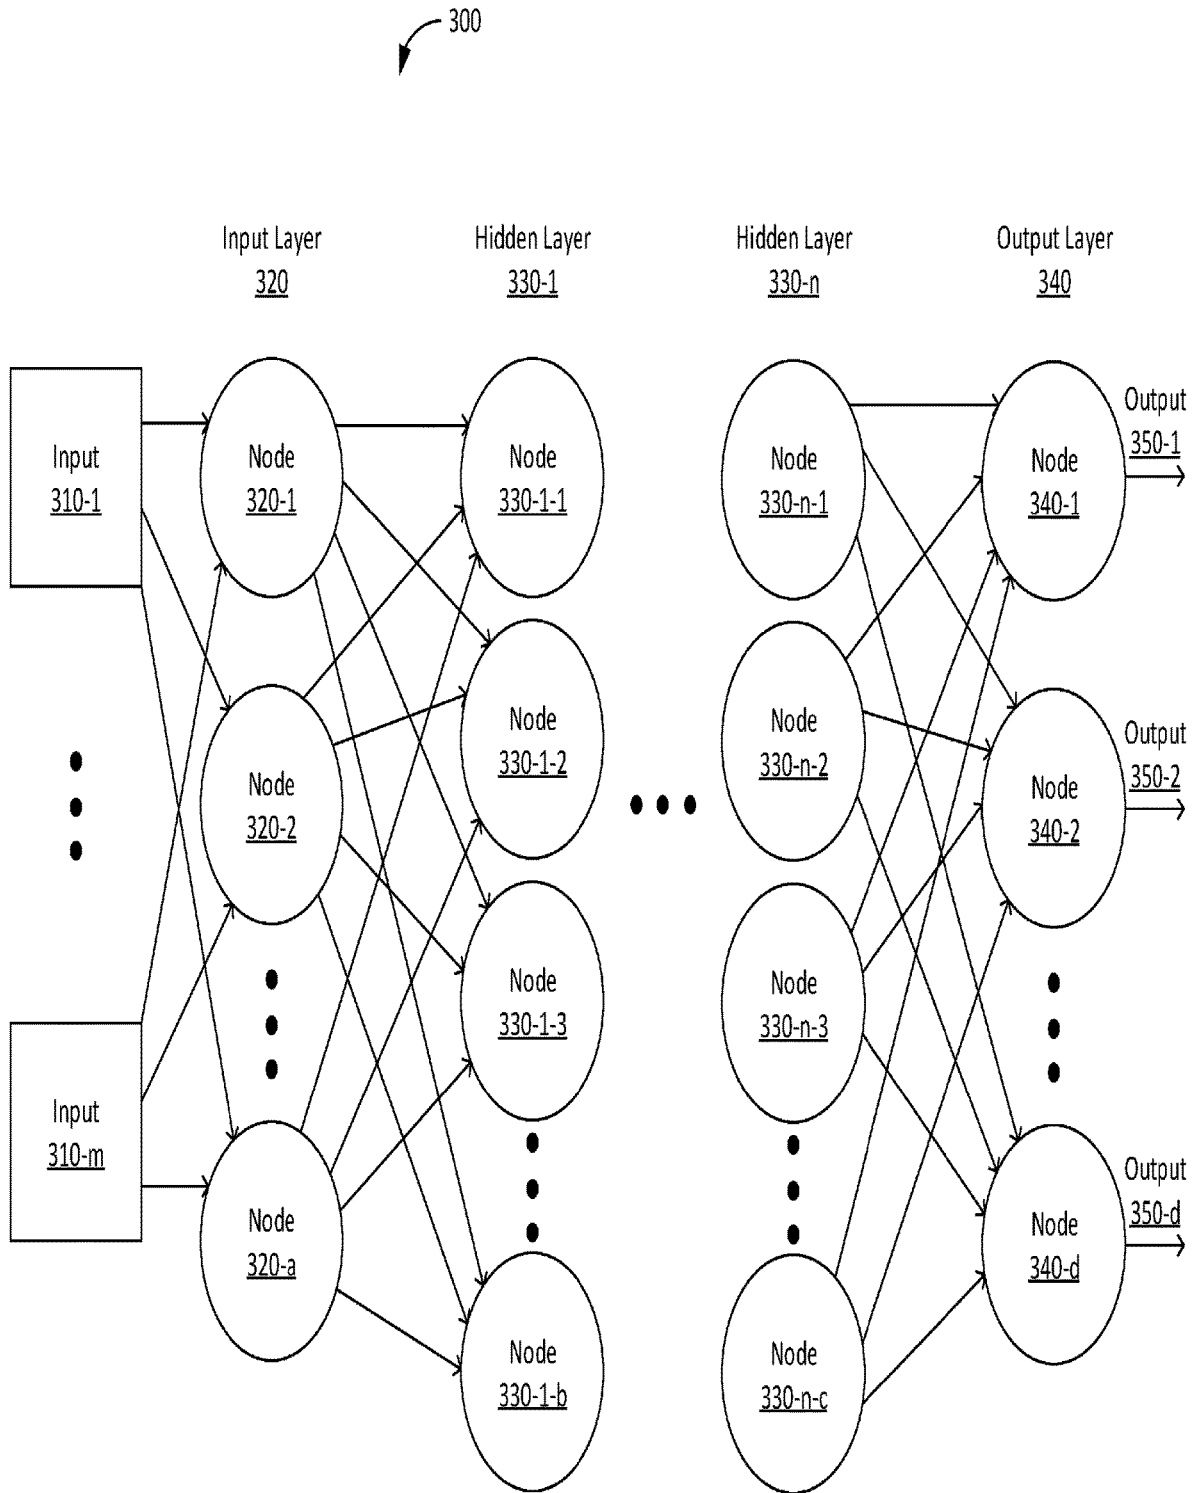 300
Input Layer
320
Hidden Layer
330-1
Hidden Layer
330-n
Output Layer
340
Input
310-1
Input
310-m
Node
320-1
Node
320-2
Node
320-a
Node
330-1-1
Node
330-1-2
Node
330-1-3
Node
330-1-b
Node
330-n-1
Node
330-n-2
Node
330-n-3
Node
330-n-c
Node
340-1
Node
340-2
Node
340-d
Output
350-1
Output
350-2
Output
350-d